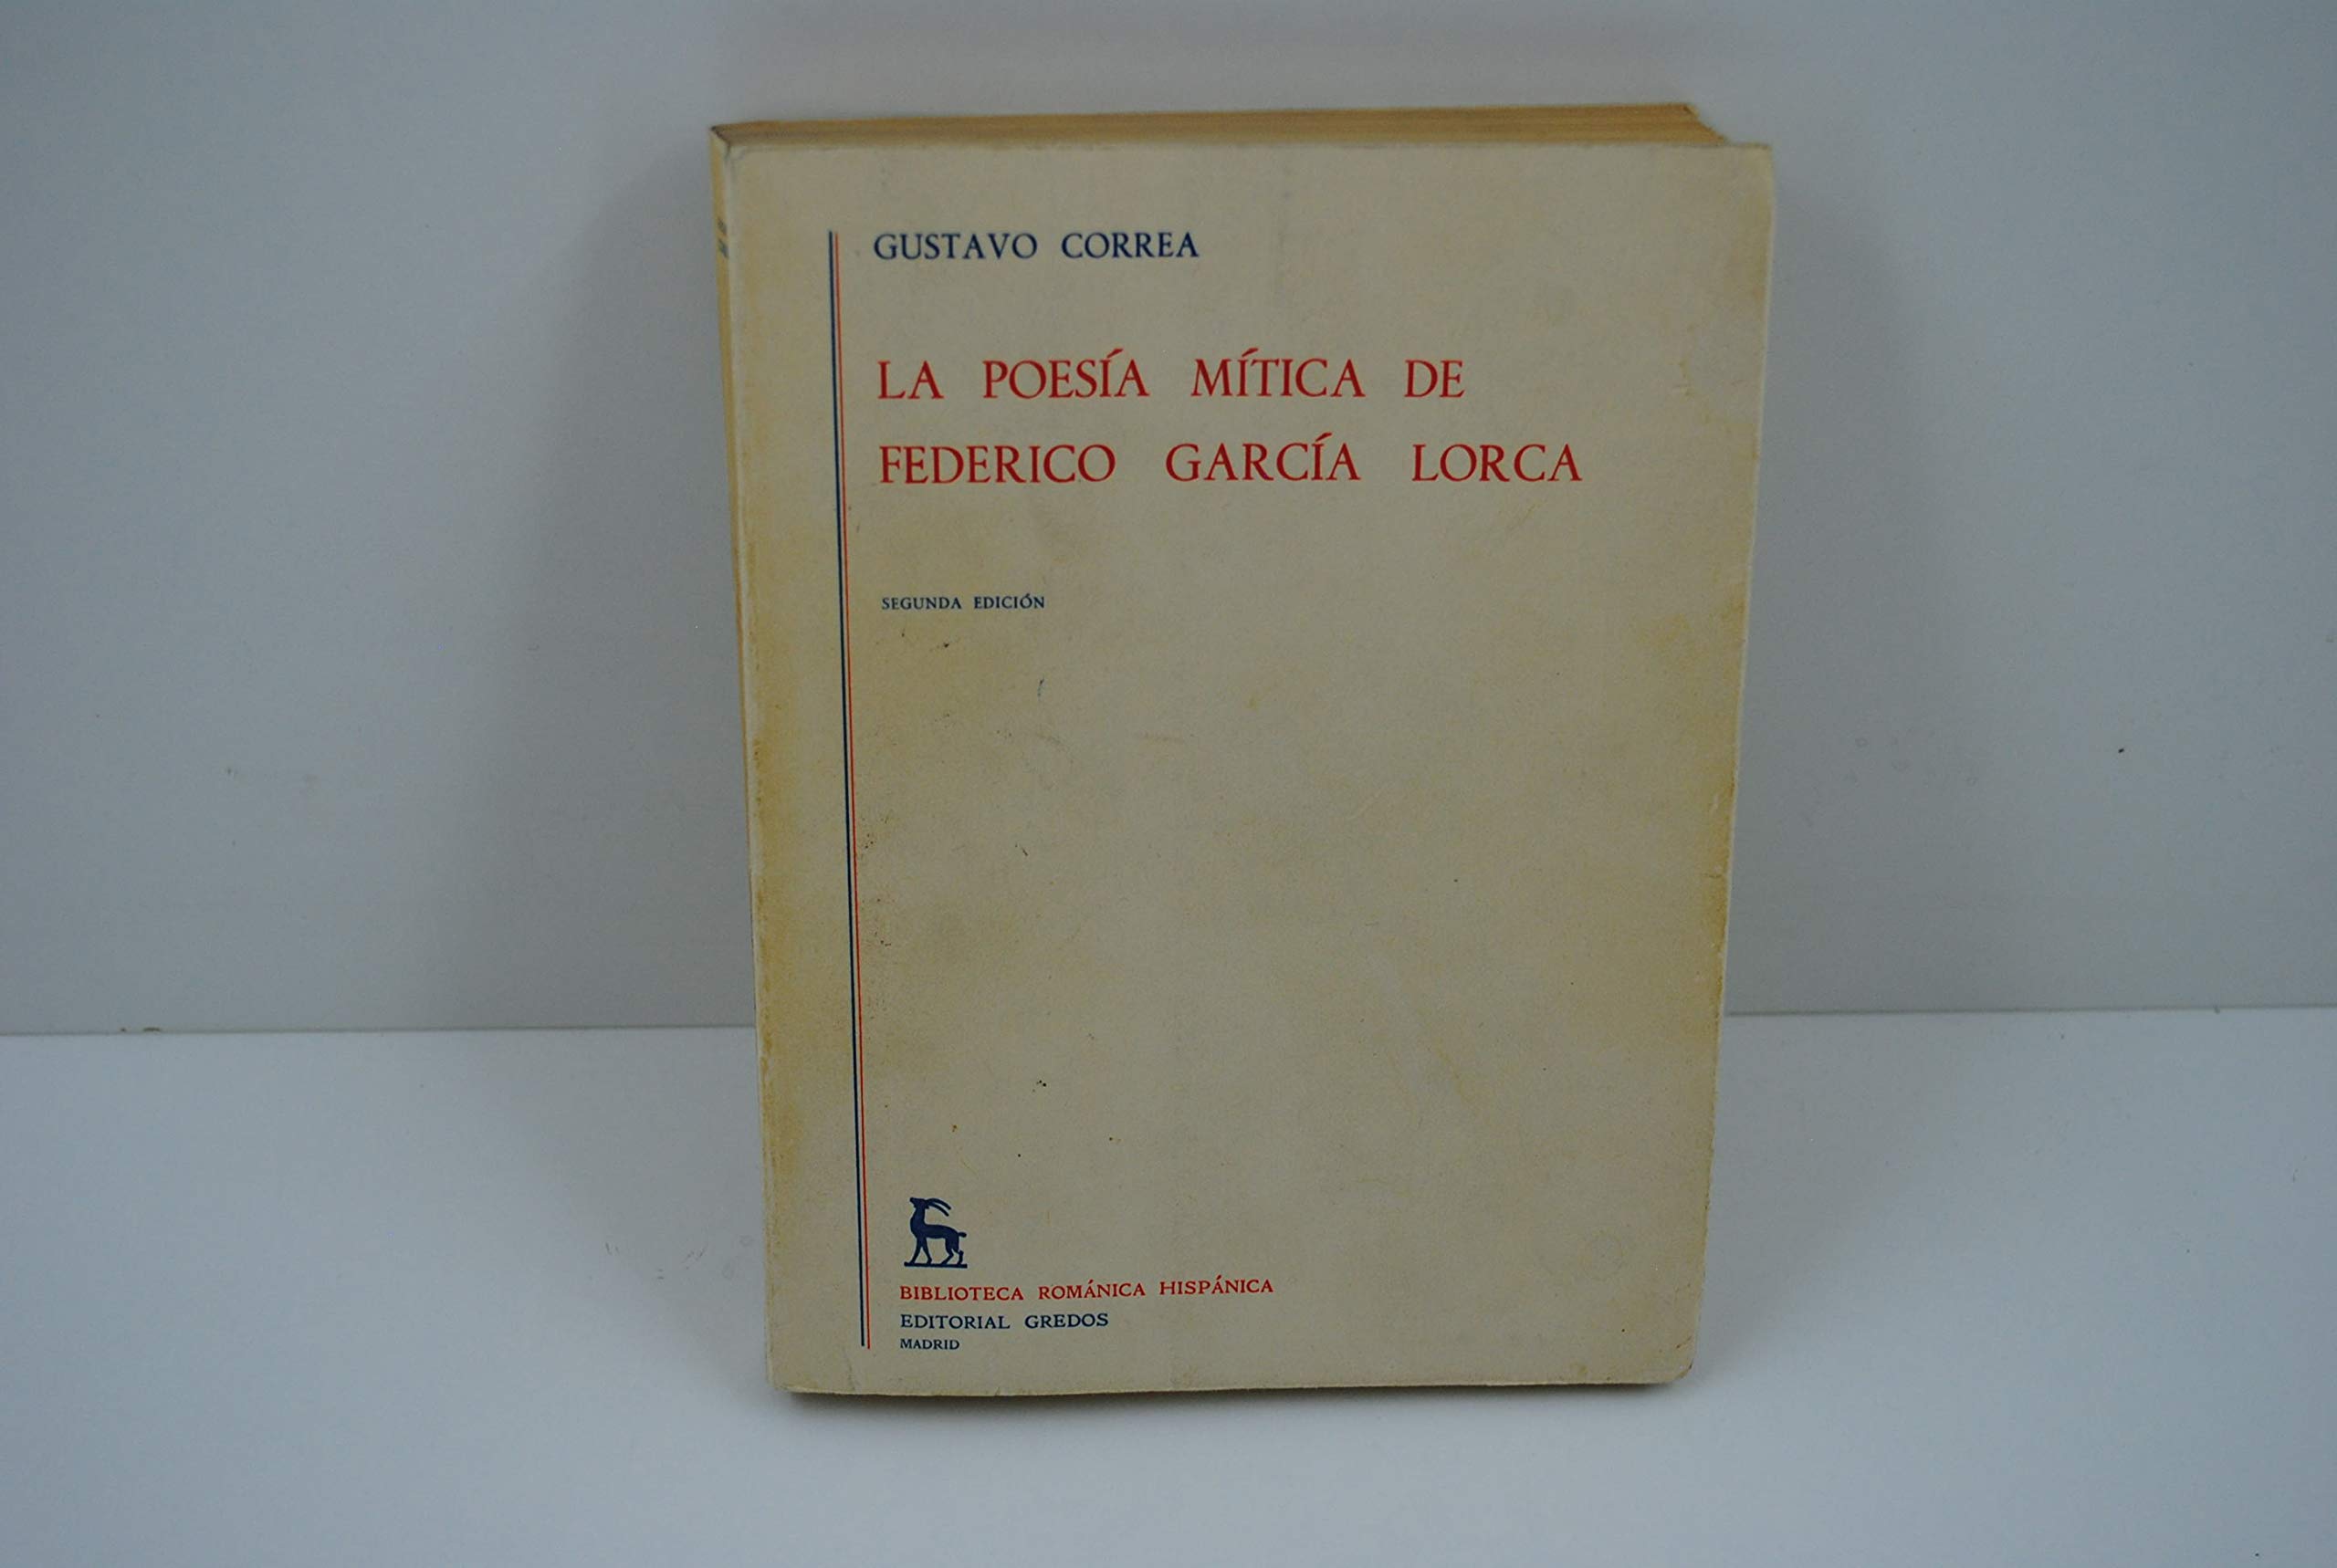 GUSTAVO CORREA
LA POESÍA MÍTICA DE
FEDERICO GARCÍA LORCA
SEGUNDA EDICIÓN
BIBLIOTECA ROMÁNICA HISPÁNICA
EDITORIAL GREDOS
MADRID